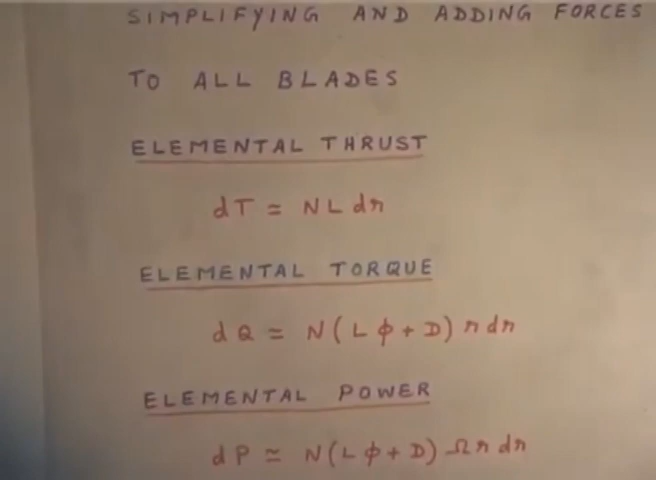 SIMPLIFYING AND ADDING FORCES
TO ALL BLADES
ELEMENTAL THRUST
dT ≃ NL dr
ELEMENTAL TORQUE
dQ ≃ N(Lφ+D) r dr
ELEMENTAL POWER
dP ≃ N(Lφ+D) Ωr dr